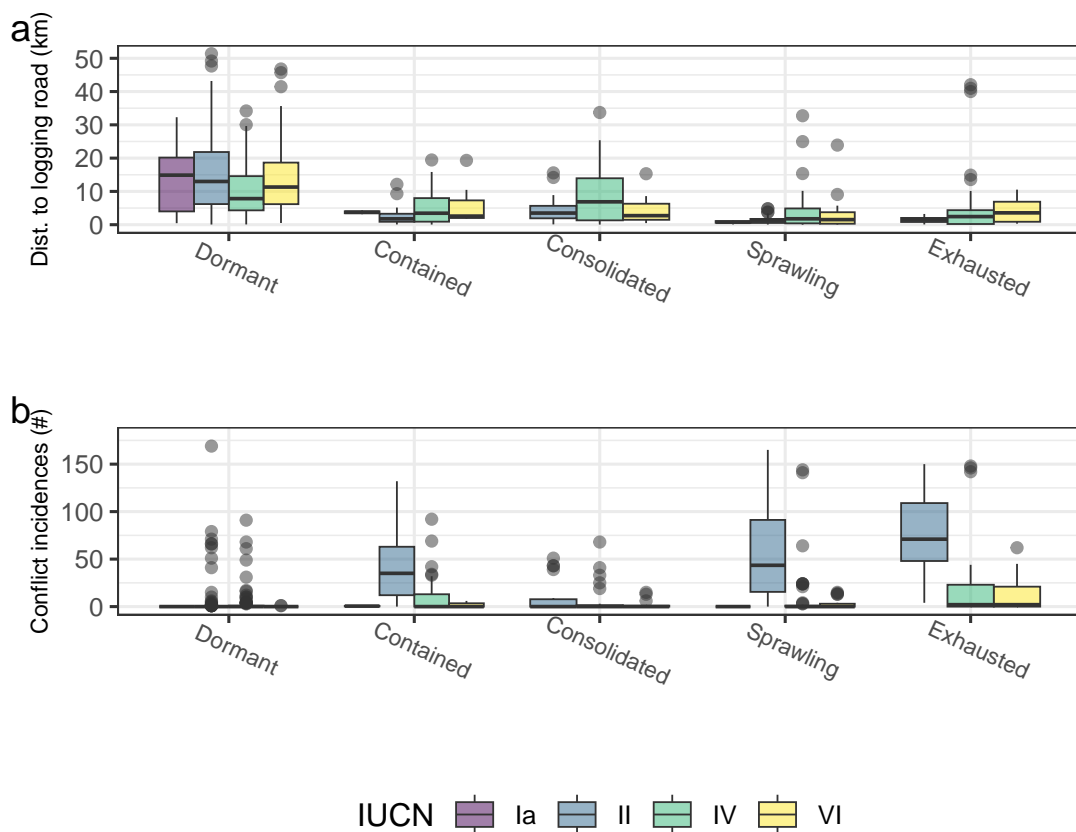 a
Dist. to logging road (km)
50
40
30
20
10
0
Dormant
Contained
Consolidated
Sprawling
Exhausted
b
Conflict incidences (#)
150
100
50
0
Dormant
Contained
Consolidated
Sprawling
Exhausted
IUCN Ia II IV VI